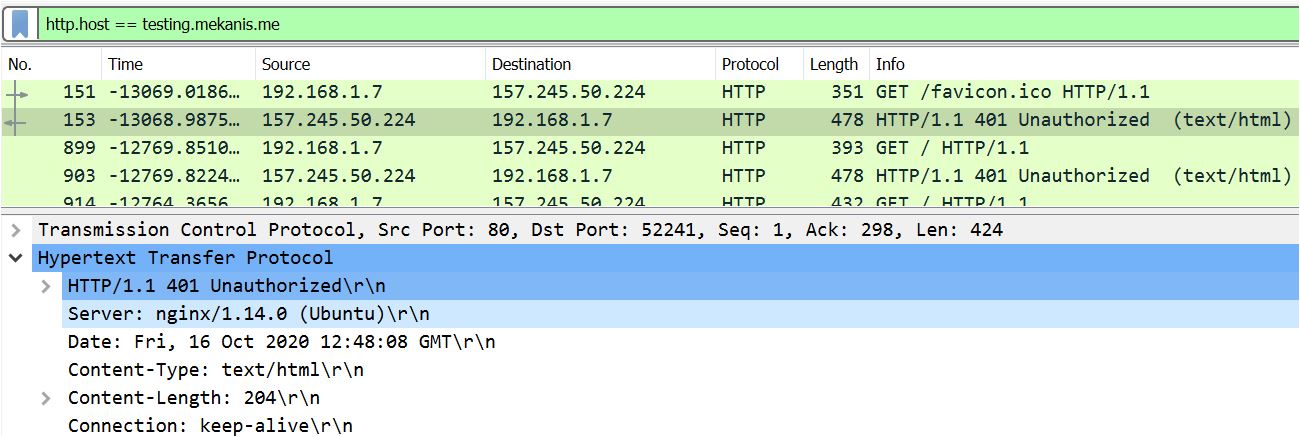 http.host == testing.mekanis.me
No. Time Source Destination Protocol Length Info
151 -13069.0186… 192.168.1.7 157.245.50.224 HTTP 351 GET /favicon.ico HTTP/1.1
153 -13068.9875… 157.245.50.224 192.168.1.7 HTTP 478 HTTP/1.1 401 Unauthorized (text/html)
899 -12769.8510… 192.168.1.7 157.245.50.224 HTTP 393 GET / HTTP/1.1
903 -12769.8224… 157.245.50.224 192.168.1.7 HTTP 478 HTTP/1.1 401 Unauthorized (text/html)
914 -12764.3656… 192.168.1.7 157.245.50.224 HTTP 432 GET / HTTP/1.1
Transmission Control Protocol, Src Port: 80, Dst Port: 52241, Seq: 1, Ack: 298, Len: 424
Hypertext Transfer Protocol
HTTP/1.1 401 Unauthorized\r\n
Server: nginx/1.14.0 (Ubuntu)\r\n
Date: Fri, 16 Oct 2020 12:48:08 GMT\r\n
Content-Type: text/html\r\n
Content-Length: 204\r\n
Connection: keep-alive\r\n